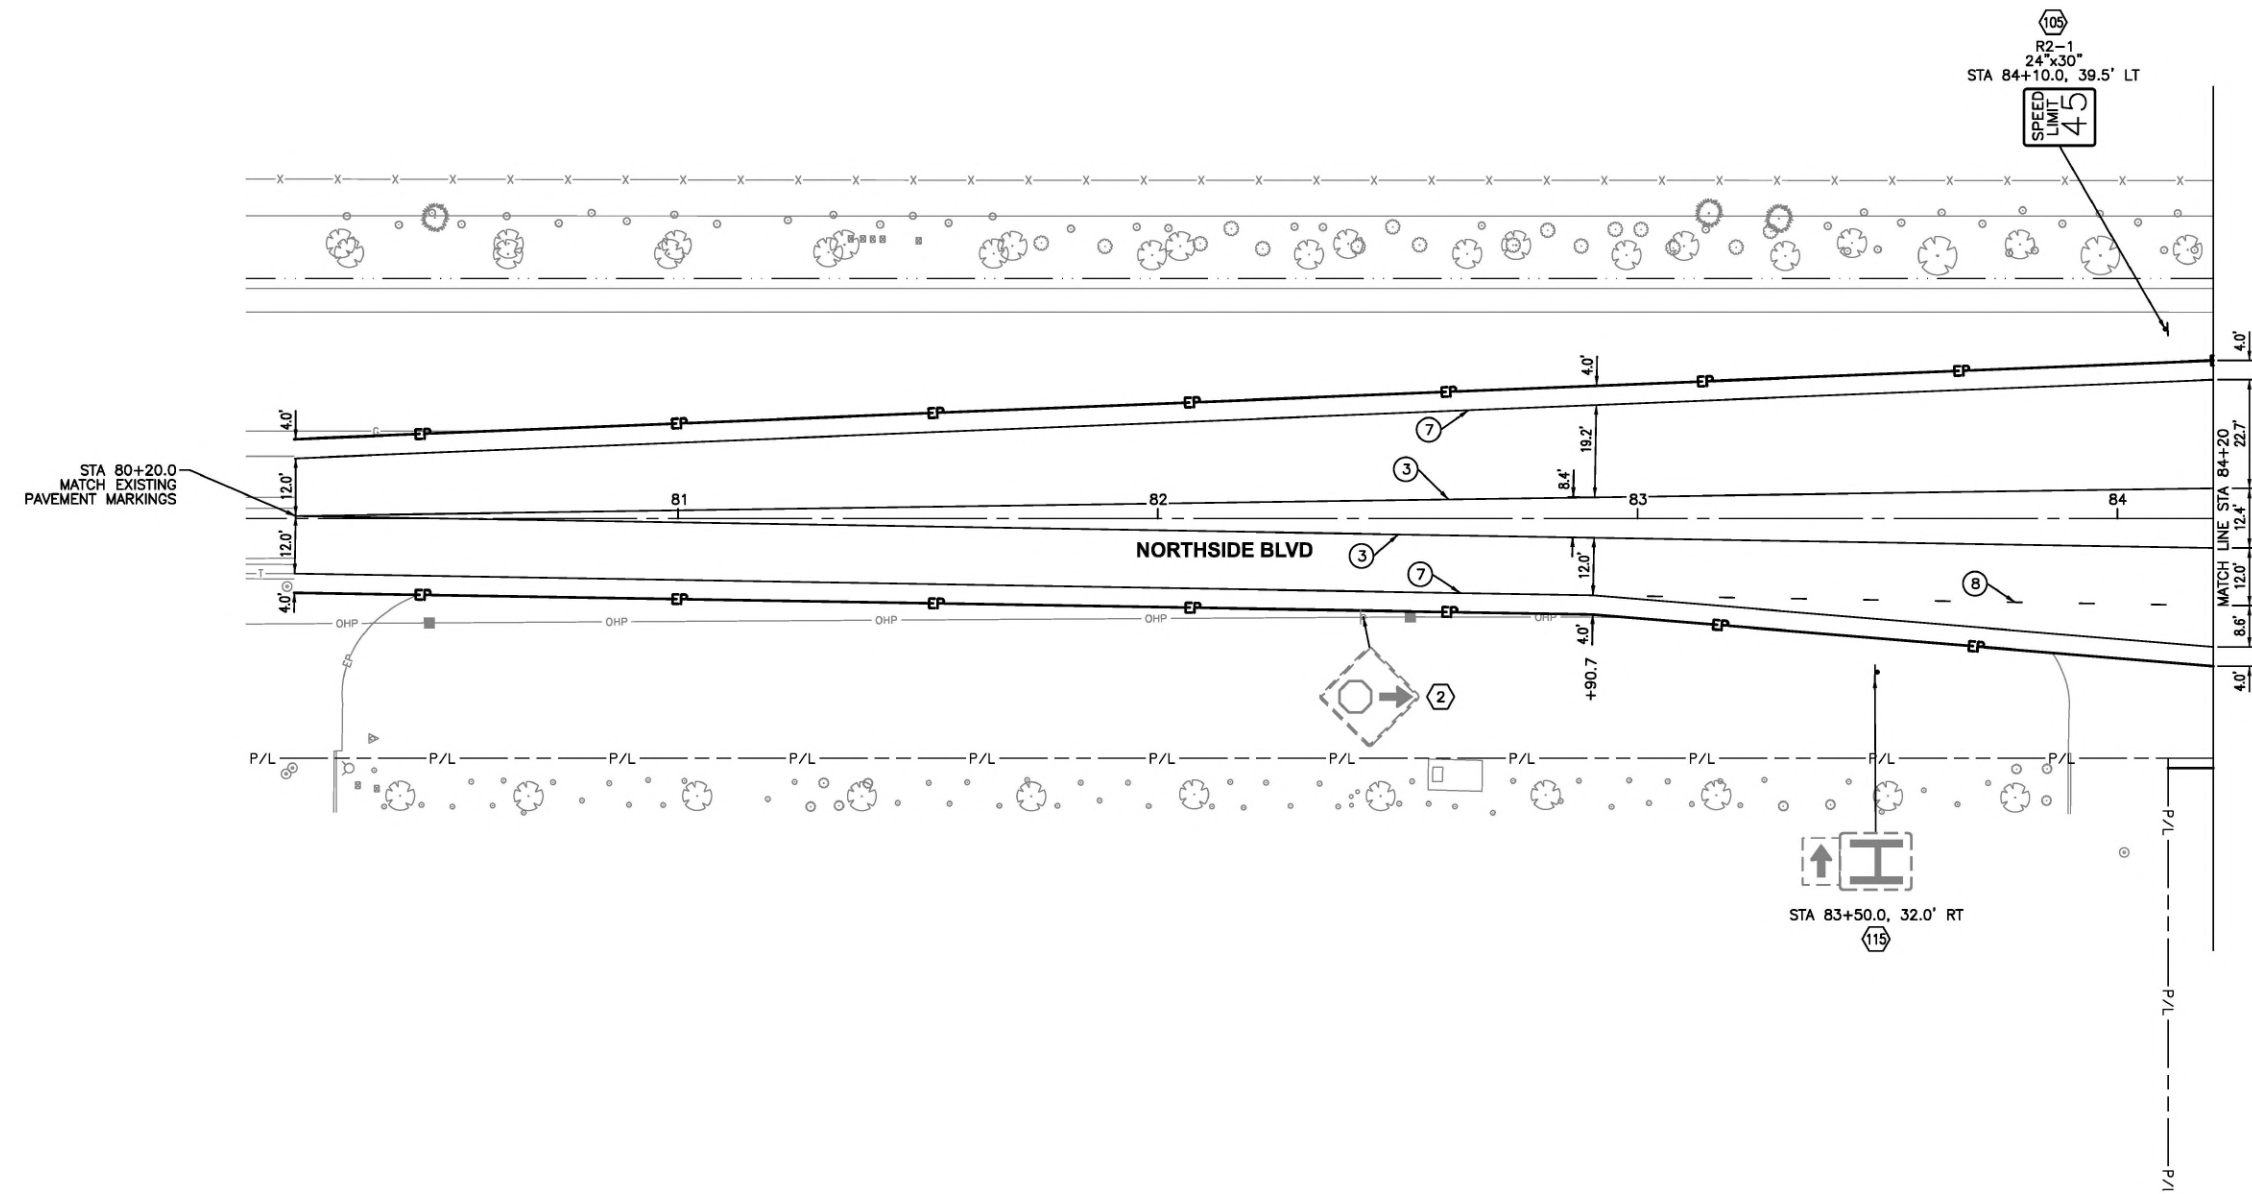 105
R2-1
24"x30"
STA 84+10.0, 39.5' LT
SPEED
LIMIT
45
X X X X X X X X X X X X X X X X X X X X X X X X X X X X X X X X X X
4.0' 4.0' 4.0'
EP EP EP EP EP EP EP
G
7
19.2'
22.7'
STA 80+20.0
MATCH EXISTING
PAVEMENT MARKINGS
12.0'
3
8.4'
81 82 83 84
MATCH LINE STA 84+20
12.4'
12.0'
NORTHSIDE BLVD
3
12.0'
12.0'
T
7
8
4.0'
EP EP EP EP EP EP EP
OHP OHP OHP OHP OHP
4.0'
8.6'
4.0'
EP
+90.7
2
P/L P/L P/L P/L P/L P/L P/L P/L P/L P/L P/L
P/L
STA 83+50.0, 32.0' RT
115
P/L
P/L